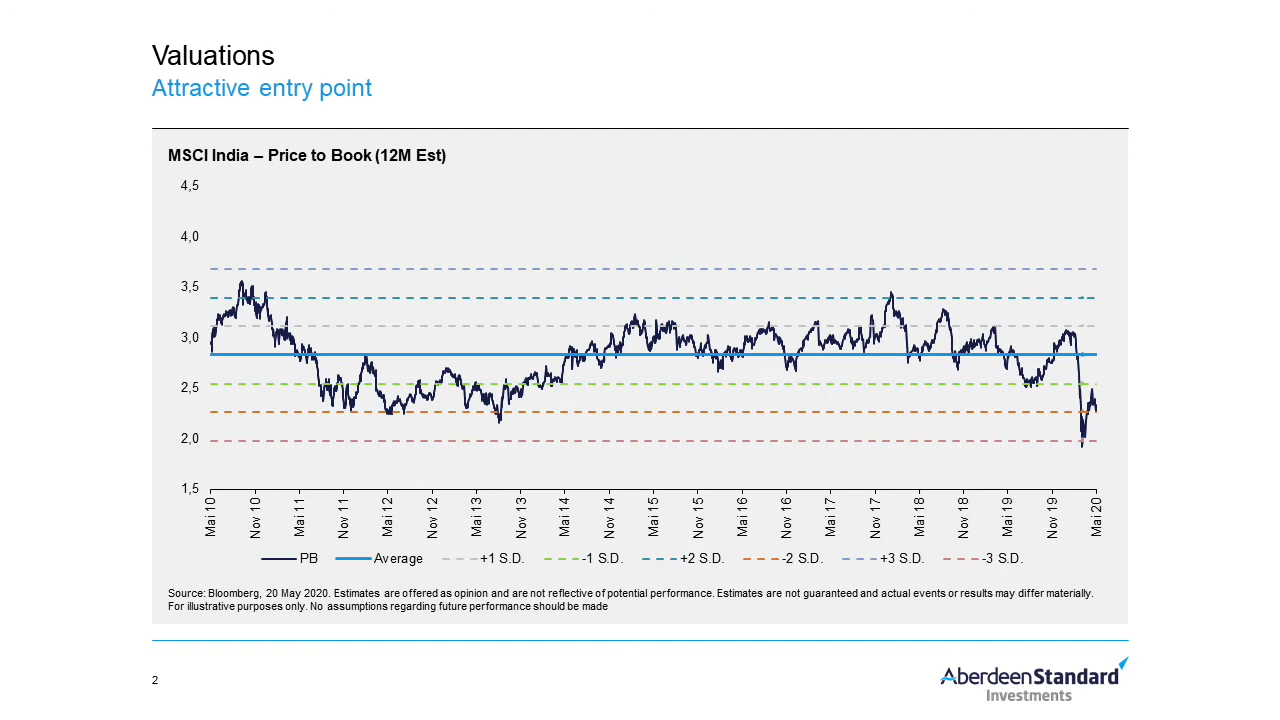 Valuations
Attractive entry point
MSCI India – Price to Book (12M Est)
4,5
4,0
3,5
3,0
2,5
2,0
1,5
Mai 10
Nov 10
Mai 11
Nov 11
Mai 12
Nov 12
Mai 13
Nov 13
Mai 14
Nov 14
Mai 15
Nov 15
Mai 16
Nov 16
Mai 17
Nov 17
Mai 18
Nov 18
Mai 19
Nov 19
Mai 20
PB Average +1 S.D. -1 S.D. +2 S.D. -2 S.D. +3 S.D. -3 S.D.
Source: Bloomberg, 20 May 2020. Estimates are offered as opinion and are not reflective of potential performance. Estimates are not guaranteed and actual events or results may differ materially.
For illustrative purposes only. No assumptions regarding future performance should be made
2
AberdeenStandard
Investments